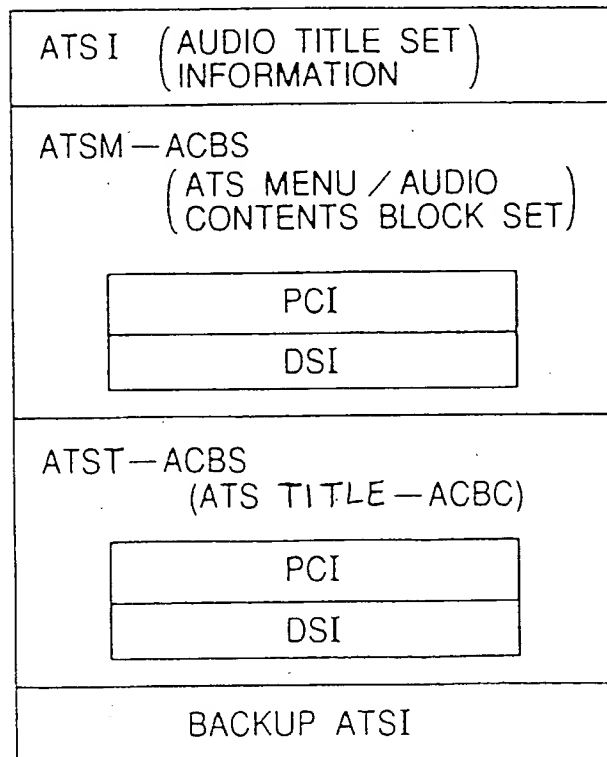 ATSI (AUDIO TITLE SET
INFORMATION)
ATSM—ACBS
(ATS MENU / AUDIO
CONTENTS BLOCK SET)
PCI
DSI
ATST—ACBS
(ATS TITLE—ACBC)
PCI
DSI
BACKUP ATSI